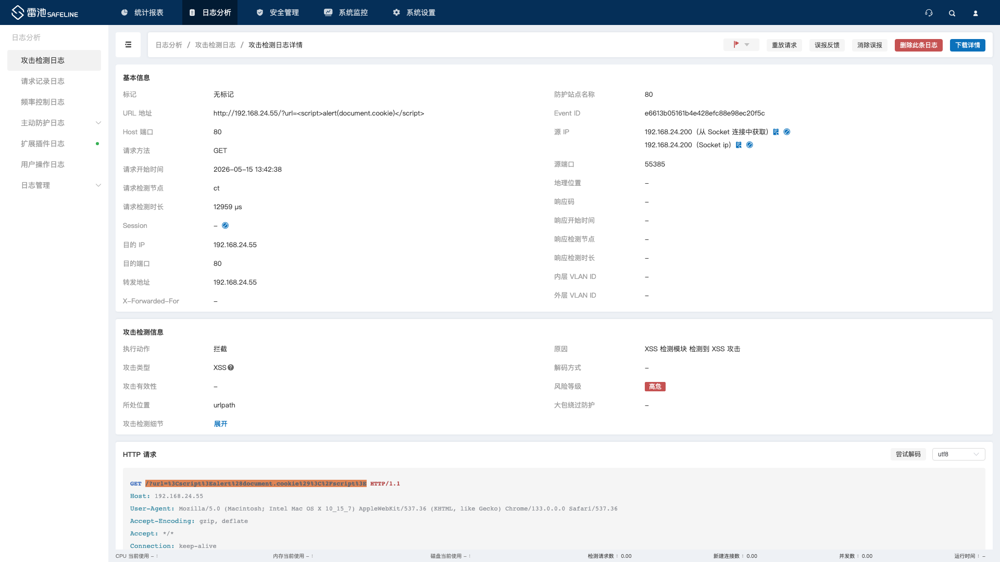 雷池 SAFELINE
统计报表
日志分析
安全管理
系统监控
系统设置
日志分析
攻击检测日志
请求记录日志
频率控制日志
主动防护日志
扩展插件日志
用户操作日志
日志管理
日志分析 / 攻击检测日志 / 攻击检测日志详情
重放请求
误报反馈
消除误报
删除此条日志
下载详情
基本信息
标记 无标记
URL 地址 http://192.168.24.55/?url=<script>alert(document.cookie)</script>
Host 端口 80
请求方法 GET
请求开始时间 2026-05-15 13:42:38
请求检测节点 ct
请求检测时长 12959 μs
Session –
目的 IP 192.168.24.55
目的端口 80
转发地址 192.168.24.55
X-Forwarded-For –
防护站点名称 80
Event ID e6613b05161b4e428efc88e98ec20f5c
源 IP 192.168.24.200（从 Socket 连接中获取）
192.168.24.200（Socket ip）
源端口 55385
地理位置 –
响应码 –
响应开始时间 –
响应检测节点 –
响应检测时长 –
内层 VLAN ID –
外层 VLAN ID –
攻击检测信息
执行动作 拦截
攻击类型 XSS
攻击有效性 –
所处位置 urlpath
攻击检测细节 展开
原因 XSS 检测模块 检测到 XSS 攻击
解码方式 –
风险等级 高危
大包绕过防护 –
HTTP 请求
尝试解码
utf8
GET /?url=%3Cscript%3Ealert%28document.cookie%29%3C%2Fscript%3E HTTP/1.1
Host: 192.168.24.55
User-Agent: Mozilla/5.0 (Macintosh; Intel Mac OS X 10_15_7) AppleWebKit/537.36 (KHTML, like Gecko) Chrome/133.0.0.0 Safari/537.36
Accept-Encoding: gzip, deflate
Accept: */*
Connection: keep-alive
CPU 当前使用 – :
内存当前使用 – :
磁盘当前使用 – :
检测请求数： 0.00
新建连接数： 0.00
并发数： 0.00
运行时间： –